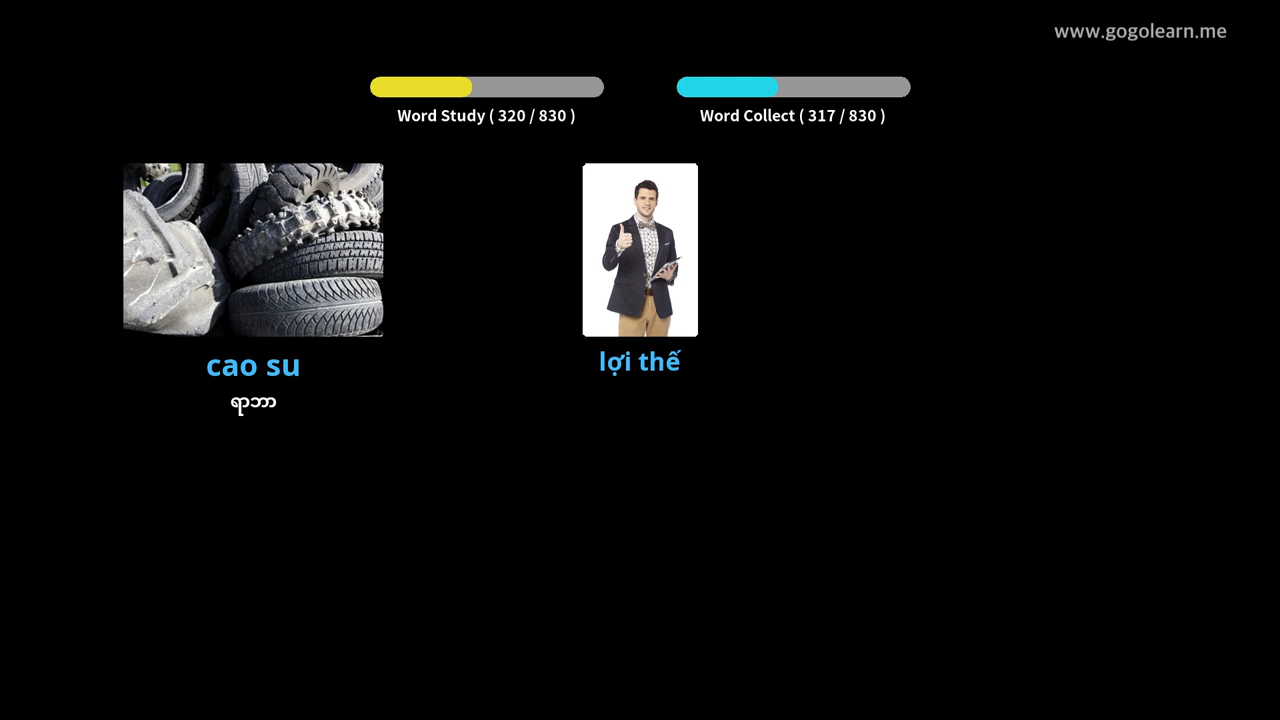 www.gogolearn.me
Word Study ( 320 / 830 )
Word Collect ( 317 / 830 )
cao su
ရာဘာ
lợi thế